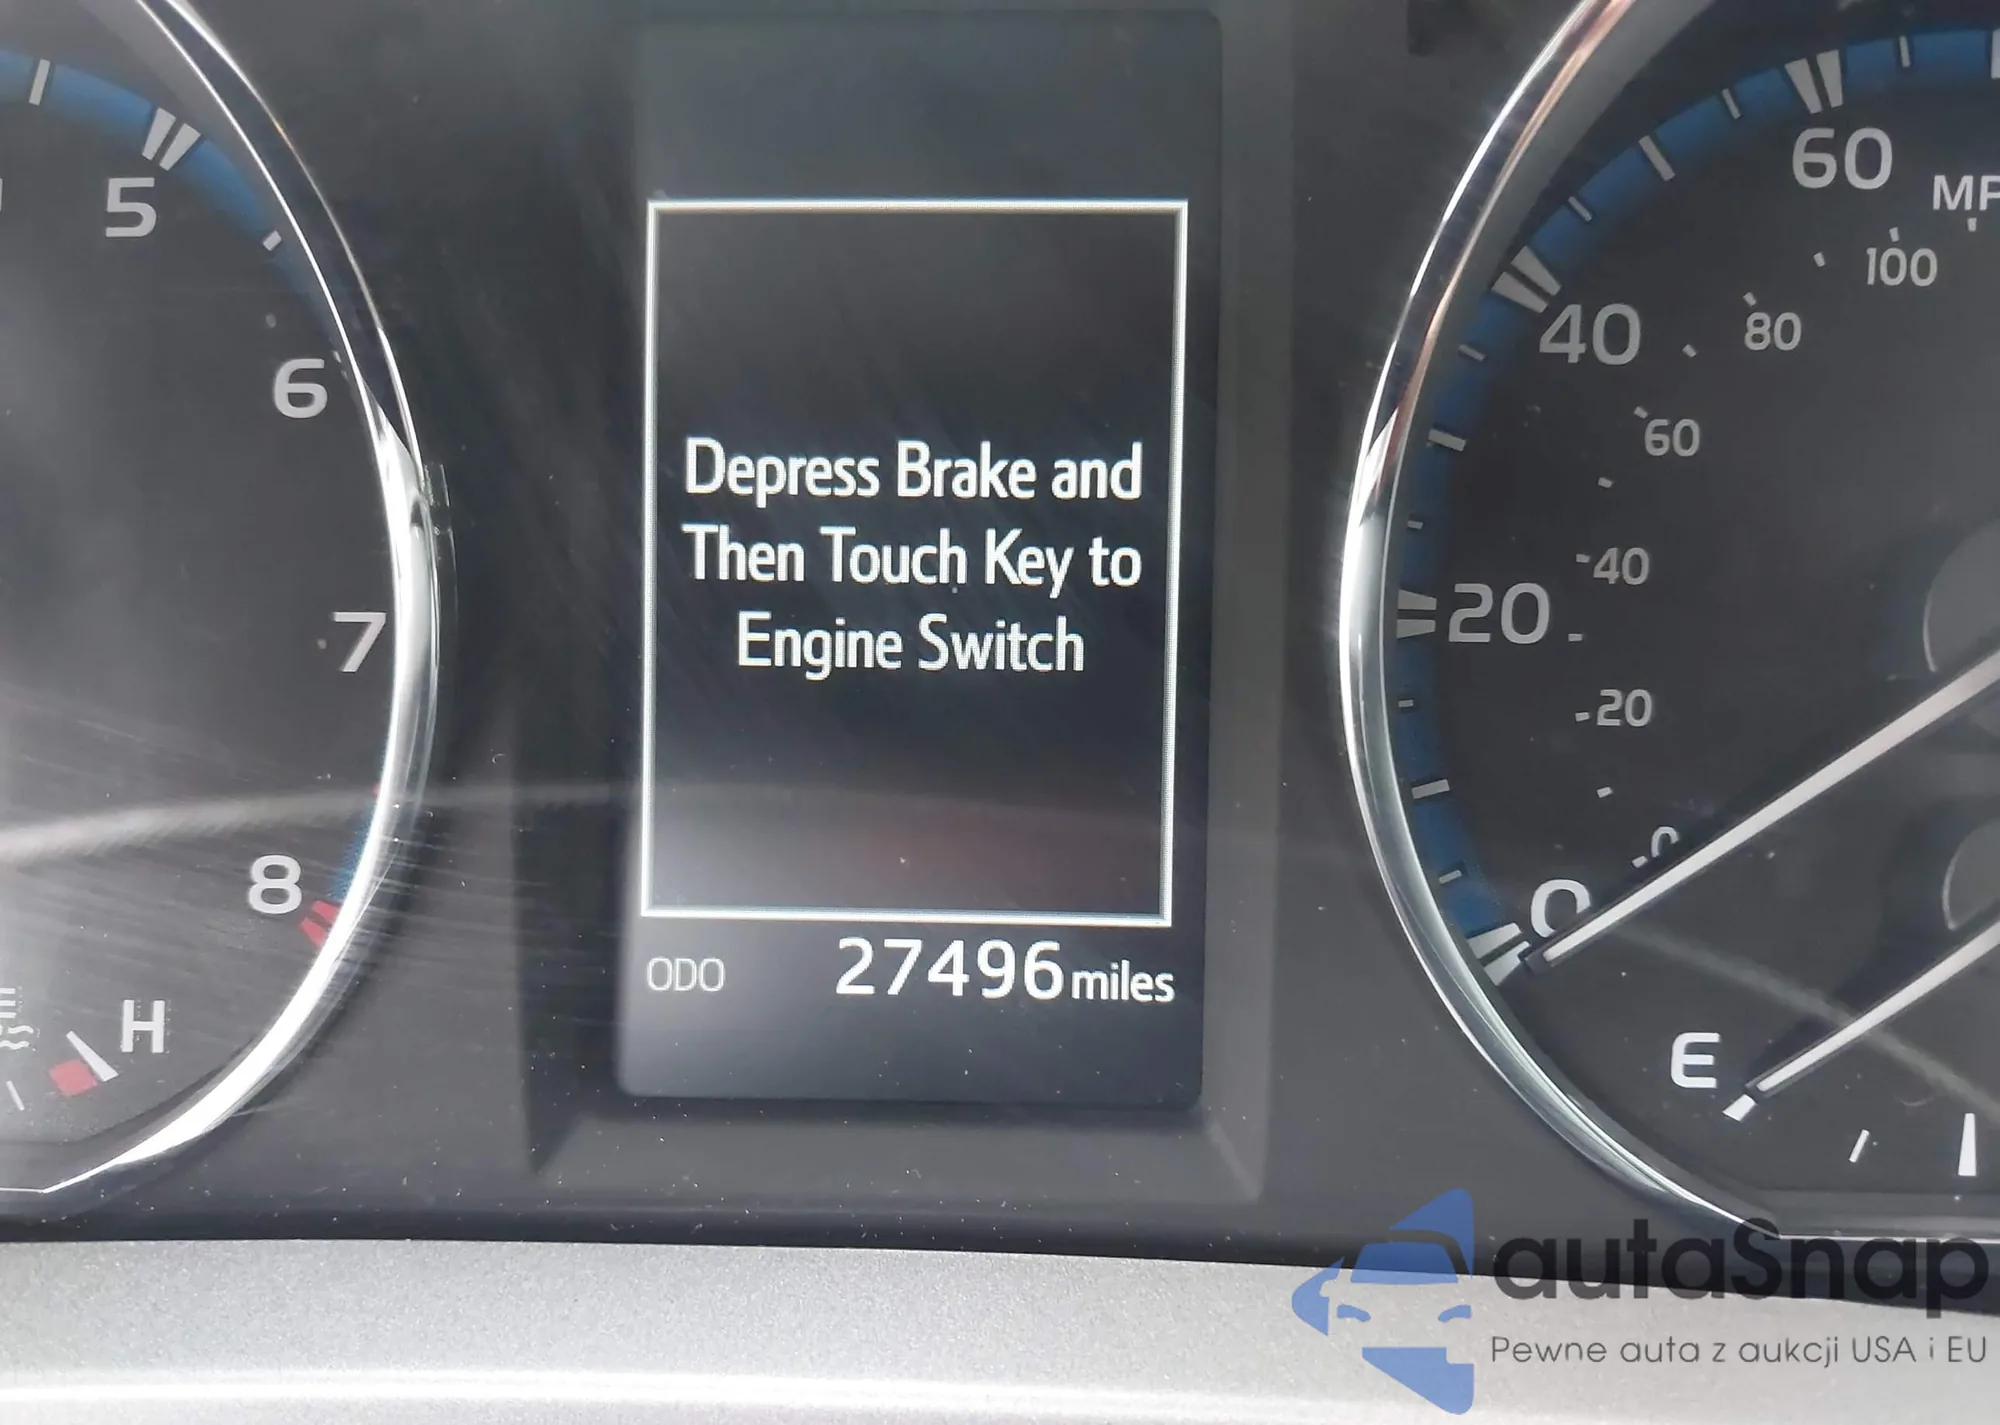 5
6
7
8
H
Depress Brake and
Then Touch Key to
Engine Switch
ODO 27496 miles
60
40
20
0
100
80
60
40
20
0
E
autaSnap
Pewne auta z aukcji USA i EU